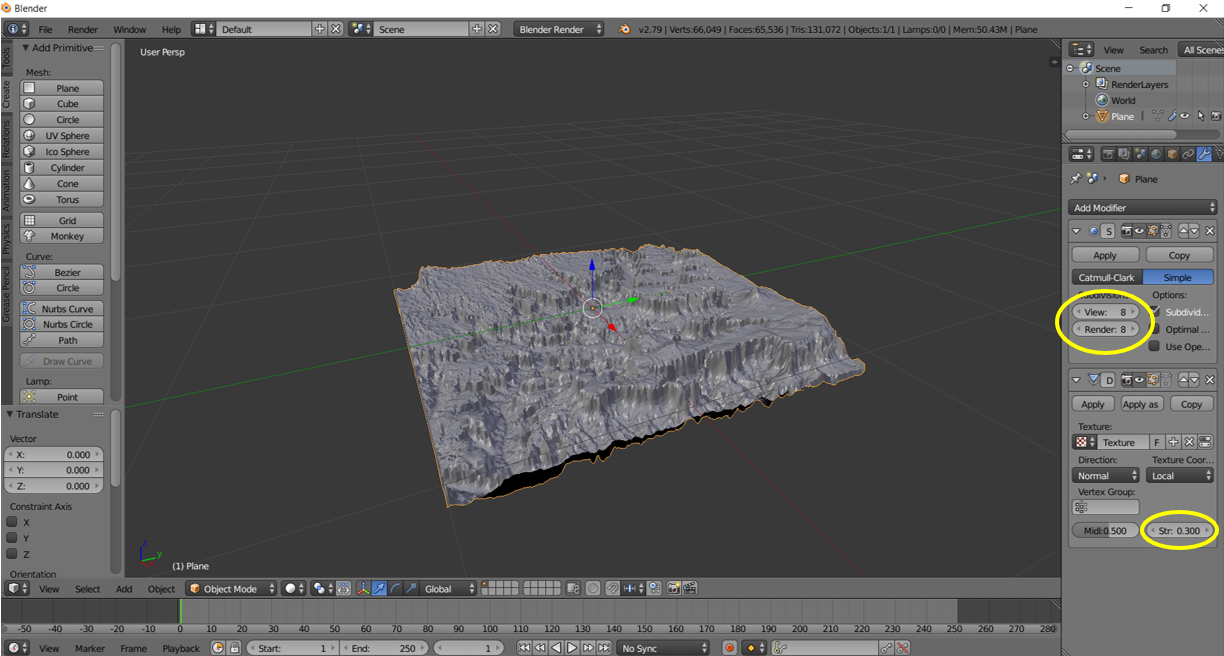 Blender
File Render Window Help Default Scene Blender Render v2.79 | Verts:66,049 | Faces:65,536 | Tris:131,072 | Objects:1/1 | Lamps:0/0 | Mem:50.43M | Plane
Tools
Create
Relations
Animation
Physics
Grease Pencil
Add Primitive
Mesh:
Plane
Cube
Circle
UV Sphere
Ico Sphere
Cylinder
Cone
Torus
Grid
Monkey
Curve:
Bezier
Circle
Nurbs Curve
Nurbs Circle
Path
Draw Curve
Lamp:
Point
Translate
Vector
X: 0.000
Y: 0.000
Z: 0.000
Constraint Axis
X
Y
Z
Orientation
User Persp
z
y
(1) Plane
View Select Add Object Object Mode Global
-50 -40 -30 -20 -10 0 10 20 30 40 50 60 70 80 90 100 110 120 130 140 150 160 170 180 190 200 210 220 230 240 250 260 270 280
View Marker Frame Playback Start: 1 End: 250 1 No Sync
View Search All Scenes
Scene
RenderLayers
World
Plane
Plane
Add Modifier
S
Apply Copy
Catmull-Clark Simple
Subdivisions: Options:
View: 8 Subdivid...
Render: 8 Optimal ...
Use Ope...
D
Apply Apply as Copy
Texture:
Texture F
Direction: Texture Coor...
Normal Local
Vertex Group:
Midl:0.500 Str: 0.300